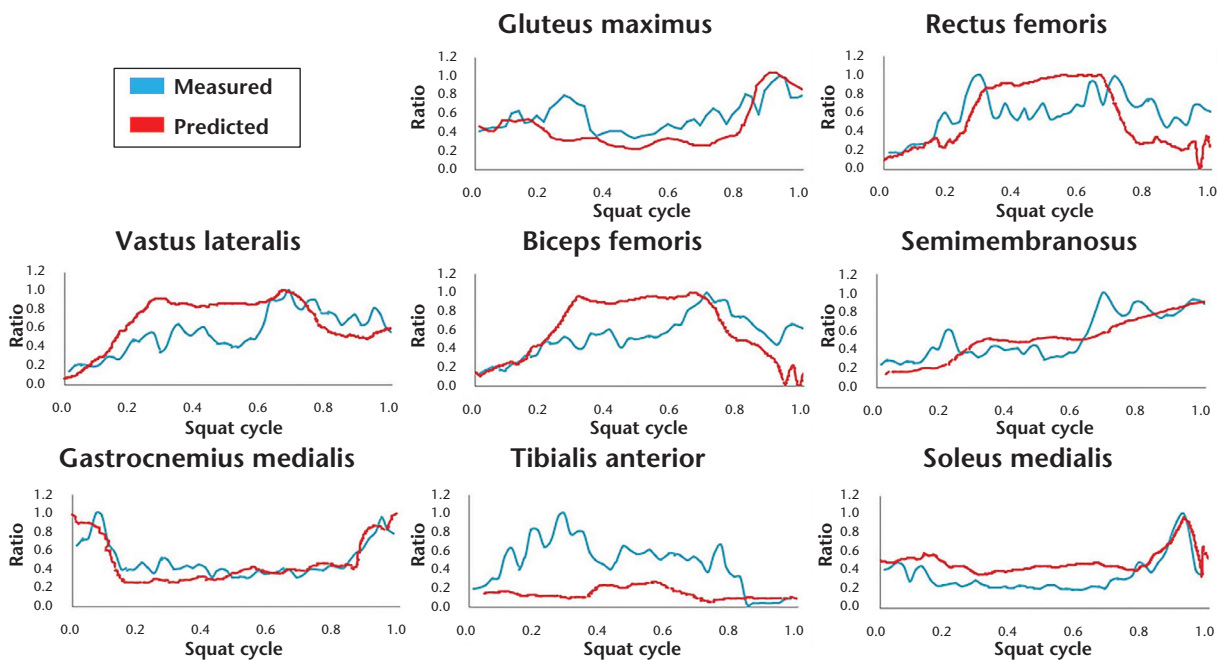 Gluteus maximus
Rectus femoris
Measured
Predicted
Ratio
1.2
1.0
0.8
0.6
0.4
0.2
0.0
0.0 0.2 0.4 0.6 0.8 1.0
Squat cycle
Ratio
1.2
1.0
0.8
0.6
0.4
0.2
0.0
0.0 0.2 0.4 0.6 0.8 1.0
Squat cycle
Vastus lateralis
Biceps femoris
Semimembranosus
Ratio
1.2
1.0
0.8
0.6
0.4
0.2
0.0
0.0 0.2 0.4 0.6 0.8 1.0
Squat cycle
Ratio
1.2
1.0
0.8
0.6
0.4
0.2
0.0
0.0 0.2 0.4 0.6 0.8 1.0
Squat cycle
Ratio
1.2
1.0
0.8
0.6
0.4
0.2
0.0
0.0 0.2 0.4 0.6 0.8 1.0
Squat cycle
Gastrocnemius medialis
Tibialis anterior
Soleus medialis
Ratio
1.2
1.0
0.8
0.6
0.4
0.2
0.0
0.0 0.2 0.4 0.6 0.8 1.0
Squat cycle
Ratio
1.2
1.0
0.8
0.6
0.4
0.2
0.0
0.0 0.2 0.4 0.6 0.8 1.0
Squat cycle
Ratio
1.2
1.0
0.8
0.6
0.4
0.2
0.0
0.0 0.2 0.4 0.6 0.8 1.0
Squat cycle